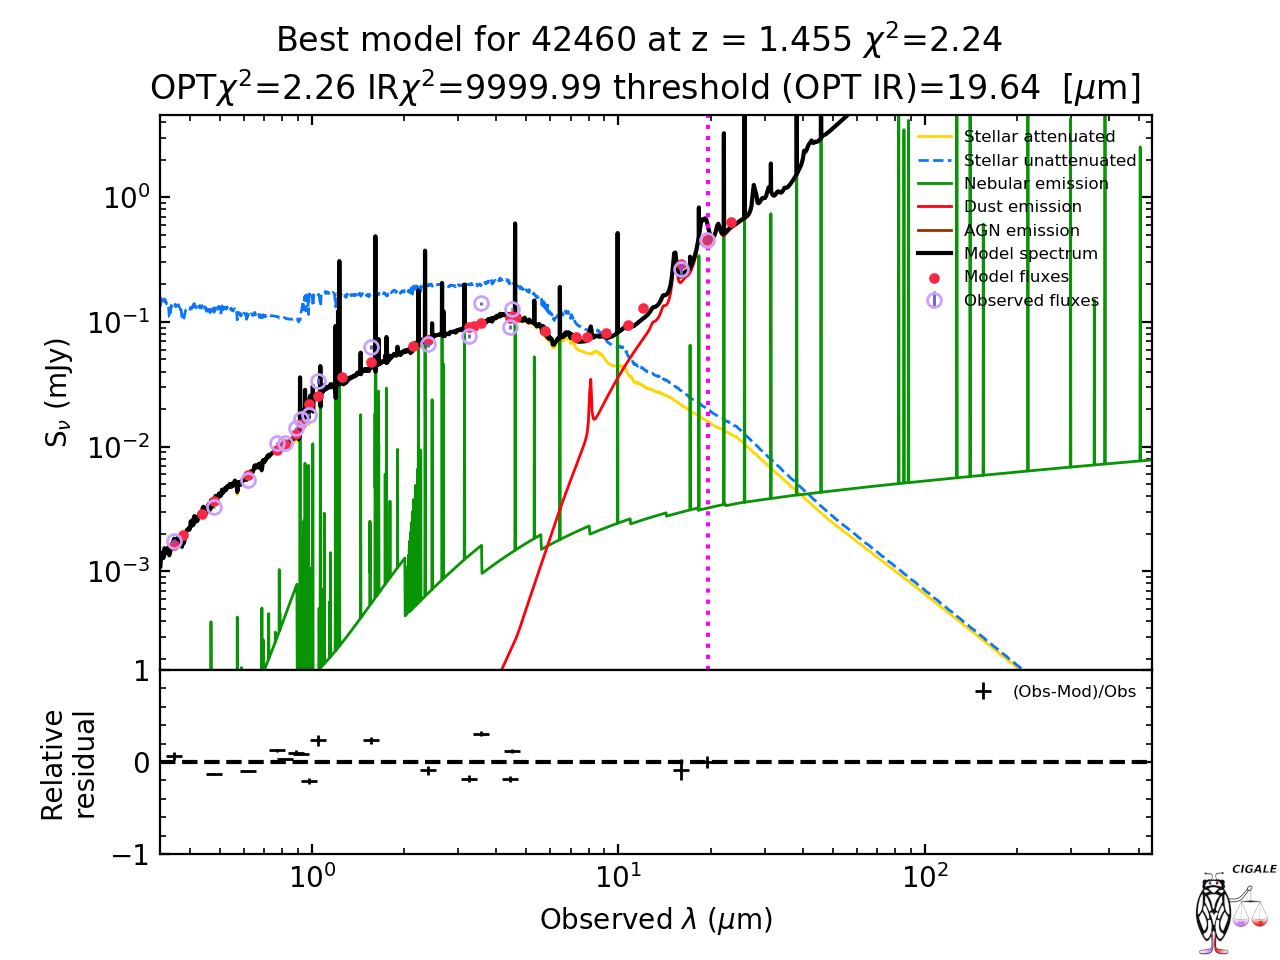 Best model for 42460 at z = 1.455 χ²=2.24
OPTχ²=2.26 IRχ²=9999.99 threshold (OPT IR)=19.64 [μm]
Stellar attenuated
Stellar unattenuated
Nebular emission
Dust emission
AGN emission
Model spectrum
Model fluxes
Observed fluxes
10⁰
10⁻¹
10⁻²
10⁻³
S_ν (mJy)
1
0
−1
Relative
residual
(Obs-Mod)/Obs
10⁰ 10¹ 10²
Observed λ (μm)
CIGALE